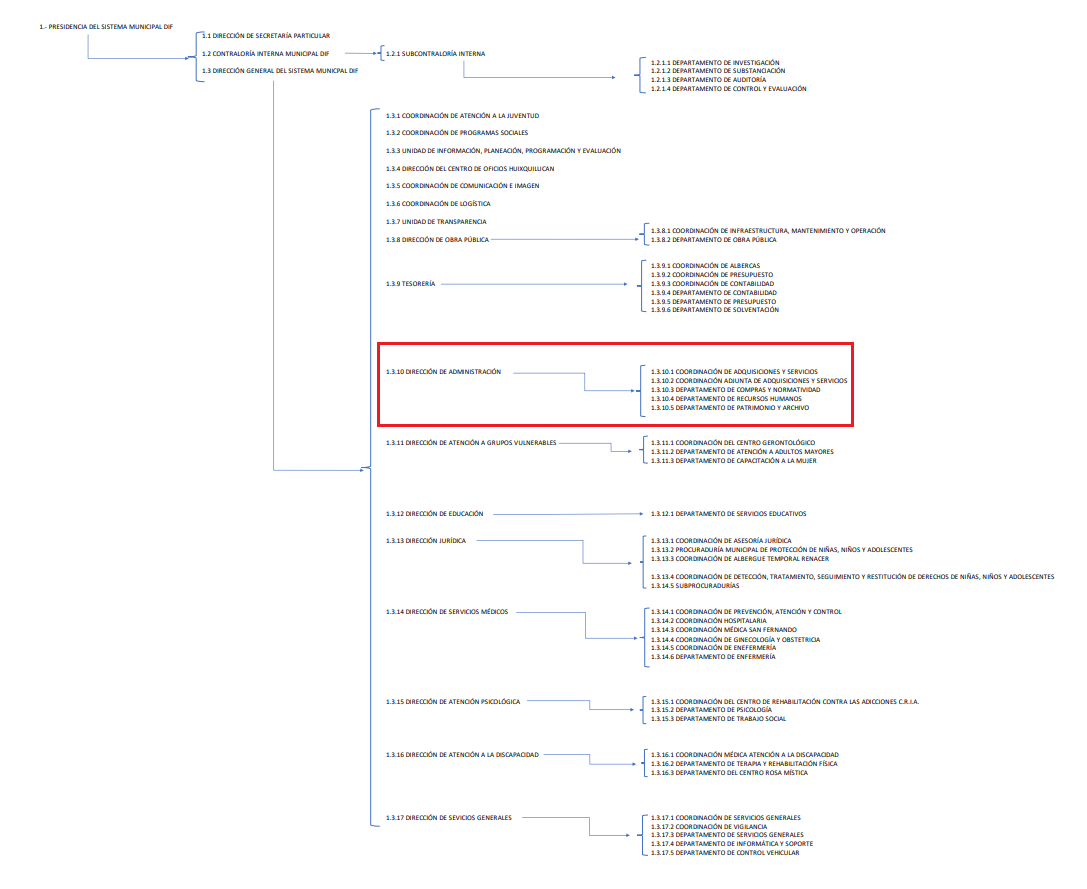 1.- PRESIDENCIA DEL SISTEMA MUNICIPAL DIF
1.1 DIRECCIÓN DE SECRETARÍA PARTICULAR
1.2 CONTRALORÍA INTERNA MUNICIPAL DIF
1.2.1 SUBCONTRALORÍA INTERNA
1.3 DIRECCIÓN GENERAL DEL SISTEMA MUNICPAL DIF
1.2.1.1 DEPARTAMENTO DE INVESTIGACIÓN
1.2.1.2 DEPARTAMENTO DE SUBSTANCIACIÓN
1.2.1.3 DEPARTAMENTO DE AUDITORÍA
1.2.1.4 DEPARTAMENTO DE CONTROL Y EVALUACIÓN
1.3.1 COORDINACIÓN DE ATENCIÓN A LA JUVENTUD
1.3.2 COORDINACIÓN DE PROGRAMAS SOCIALES
1.3.3 UNIDAD DE INFORMACIÓN, PLANEACIÓN, PROGRAMACIÓN Y EVALUACIÓN
1.3.4 DIRECCIÓN DEL CENTRO DE OFICIOS HUIXQUILUCAN
1.3.5 COORDINACIÓN DE COMUNICACIÓN E IMAGEN
1.3.6 COORDINACIÓN DE LOGÍSTICA
1.3.7 UNIDAD DE TRANSPARENCIA
1.3.8 DIRECCIÓN DE OBRA PÚBLICA
1.3.8.1 COORDINACIÓN DE INFRAESTRUCTURA, MANTENIMIENTO Y OPERACIÓN
1.3.8.2 DEPARTAMENTO DE OBRA PÚBLICA
1.3.9 TESORERÍA
1.3.9.1 COORDINACIÓN DE ALBERCAS
1.3.9.2 COORDINACIÓN DE PRESUPUESTO
1.3.9.3 COORDINACIÓN DE CONTABILIDAD
1.3.9.4 DEPARTAMENTO DE CONTABILIDAD
1.3.9.5 DEPARTAMENTO DE PRESUPUESTO
1.3.9.6 DEPARTAMENTO DE SOLVENTACIÓN
1.3.10 DIRECCIÓN DE ADMINISTRACIÓN
1.3.10.1 COORDINACIÓN DE ADQUISICIONES Y SERVICIOS
1.3.10.2 COORDINACIÓN ADJUNTA DE ADQUISICIONES Y SERVICIOS
1.3.10.3 DEPARTAMENTO DE COMPRAS Y NORMATIVIDAD
1.3.10.4 DEPARTAMENTO DE RECURSOS HUMANOS
1.3.10.5 DEPARTAMENTO DE PATRIMONIO Y ARCHIVO
1.3.11 DIRECCIÓN DE ATENCIÓN A GRUPOS VULNERABLES
1.3.11.1 COORDINACIÓN DEL CENTRO GERONTOLÓGICO
1.3.11.2 DEPARTAMENTO DE ATENCIÓN A ADULTOS MAYORES
1.3.11.3 DEPARTAMENTO DE CAPACITACIÓN A LA MUJER
1.3.12 DIRECCIÓN DE EDUCACIÓN
1.3.12.1 DEPARTAMENTO DE SERVICIOS EDUCATIVOS
1.3.13 DIRECCIÓN JURÍDICA
1.3.13.1 COORDINACIÓN DE ASESORÍA JURÍDICA
1.3.13.2 PROCURADURÍA MUNICIPAL DE PROTECCIÓN DE NIÑAS, NIÑOS Y ADOLESCENTES
1.3.13.3 COORDINACIÓN DE ALBERGUE TEMPORAL RENACER
1.3.13.4 COORDINACIÓN DE DETECCIÓN, TRATAMIENTO, SEGUIMIENTO Y RESTITUCIÓN DE DERECHOS DE NIÑAS, NIÑOS Y ADOLESCENTES
1.3.14.5 SUBPROCURADURÍAS
1.3.14 DIRECCIÓN DE SERVICIOS MÉDICOS
1.3.14.1 COORDINACIÓN DE PREVENCIÓN, ATENCIÓN Y CONTROL
1.3.14.2 COORDINACIÓN HOSPITALARIA
1.3.14.3 COORDINACIÓN MÉDICA SAN FERNANDO
1.3.14.4 COORDINACIÓN DE GINECOLOGÍA Y OBSTETRICIA
1.3.14.5 COORDINACIÓN DE ENEFERMERÍA
1.3.14.6 DEPARTAMENTO DE ENFERMERÍA
1.3.15 DIRECCIÓN DE ATENCIÓN PSICOLÓGICA
1.3.15.1 COORDINACIÓN DEL CENTRO DE REHABILITACIÓN CONTRA LAS ADICCIONES C.R.I.A.
1.3.15.2 DEPARTAMENTO DE PSICOLOGÍA
1.3.15.3 DEPARTAMENTO DE TRABAJO SOCIAL
1.3.16 DIRECCIÓN DE ATENCIÓN A LA DISCAPACIDAD
1.3.16.1 COORDINACIÓN MÉDICA ATENCIÓN A LA DISCAPACIDAD
1.3.16.2 DEPARTAMENTO DE TERAPIA Y REHABILITACIÓN FÍSICA
1.3.16.3 DEPARTAMENTO DEL CENTRO ROSA MÍSTICA
1.3.17 DIRECCIÓN DE SEVICIOS GENERALES
1.3.17.1 COORDINACIÓN DE SERVICIOS GENERALES
1.3.17.2 COORDINACIÓN DE VIGILANCIA
1.3.17.3 DEPARTAMENTO DE SERVICIOS GENERALES
1.3.17.4 DEPARTAMENTO DE INFORMÁTICA Y SOPORTE
1.3.17.5 DEPARTAMENTO DE CONTROL VEHICULAR